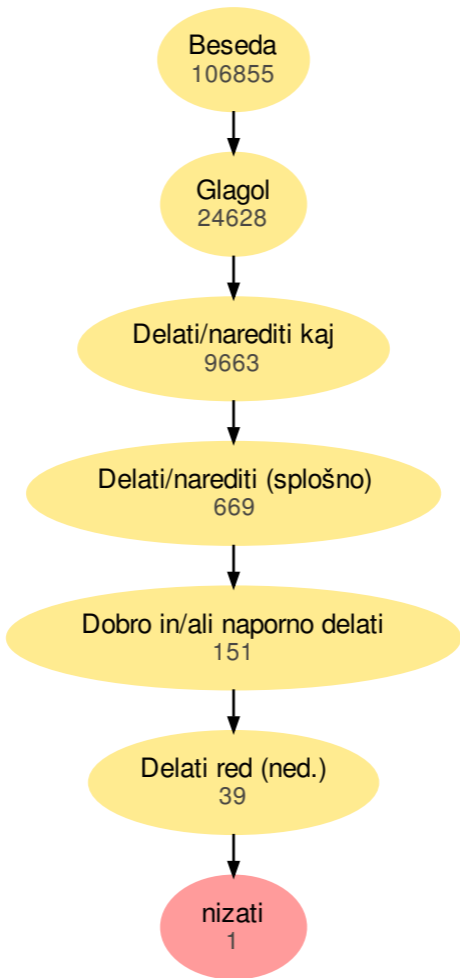 Beseda
106855
Glagol
24628
Delati/narediti kaj
9663
Delati/narediti (splošno)
669
Dobro in/ali naporno delati
151
Delati red (ned.)
39
nizati
1